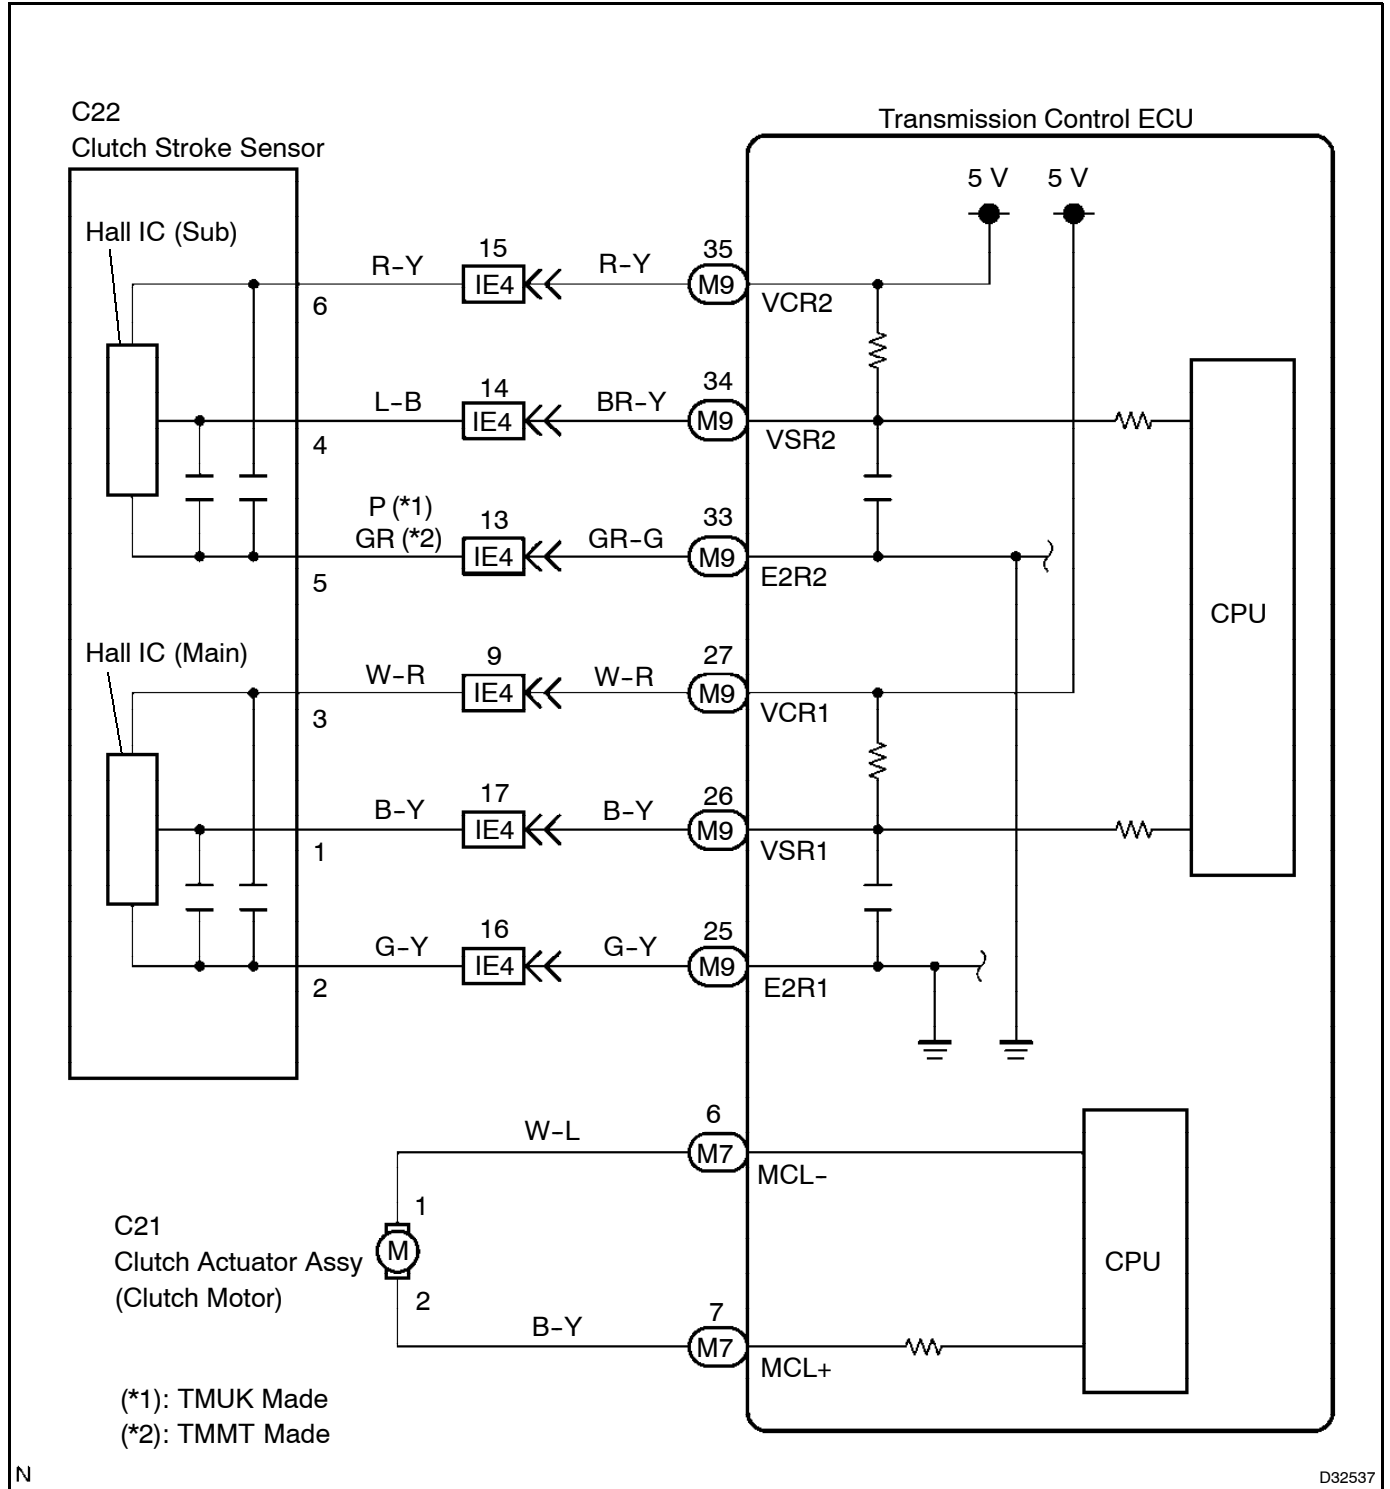 C22
Clutch Stroke Sensor
Transmission Control ECU
5 V 5 V
Hall IC (Sub)
R-Y
15
IE4
R-Y
35
M9
VCR2
6
L-B
14
IE4
BR-Y
34
M9
VSR2
4
P (*1)
GR (*2)
13
IE4
GR-G
33
M9
E2R2
5
CPU
Hall IC (Main)
W-R
9
IE4
W-R
27
M9
VCR1
3
B-Y
17
IE4
B-Y
26
M9
VSR1
1
G-Y
16
IE4
G-Y
25
M9
E2R1
2
W-L
6
M7
MCL-
1
C21
Clutch Actuator Assy
(Clutch Motor)
M
CPU
2
B-Y
7
M7
MCL+
(*1): TMUK Made
(*2): TMMT Made
N
D32537